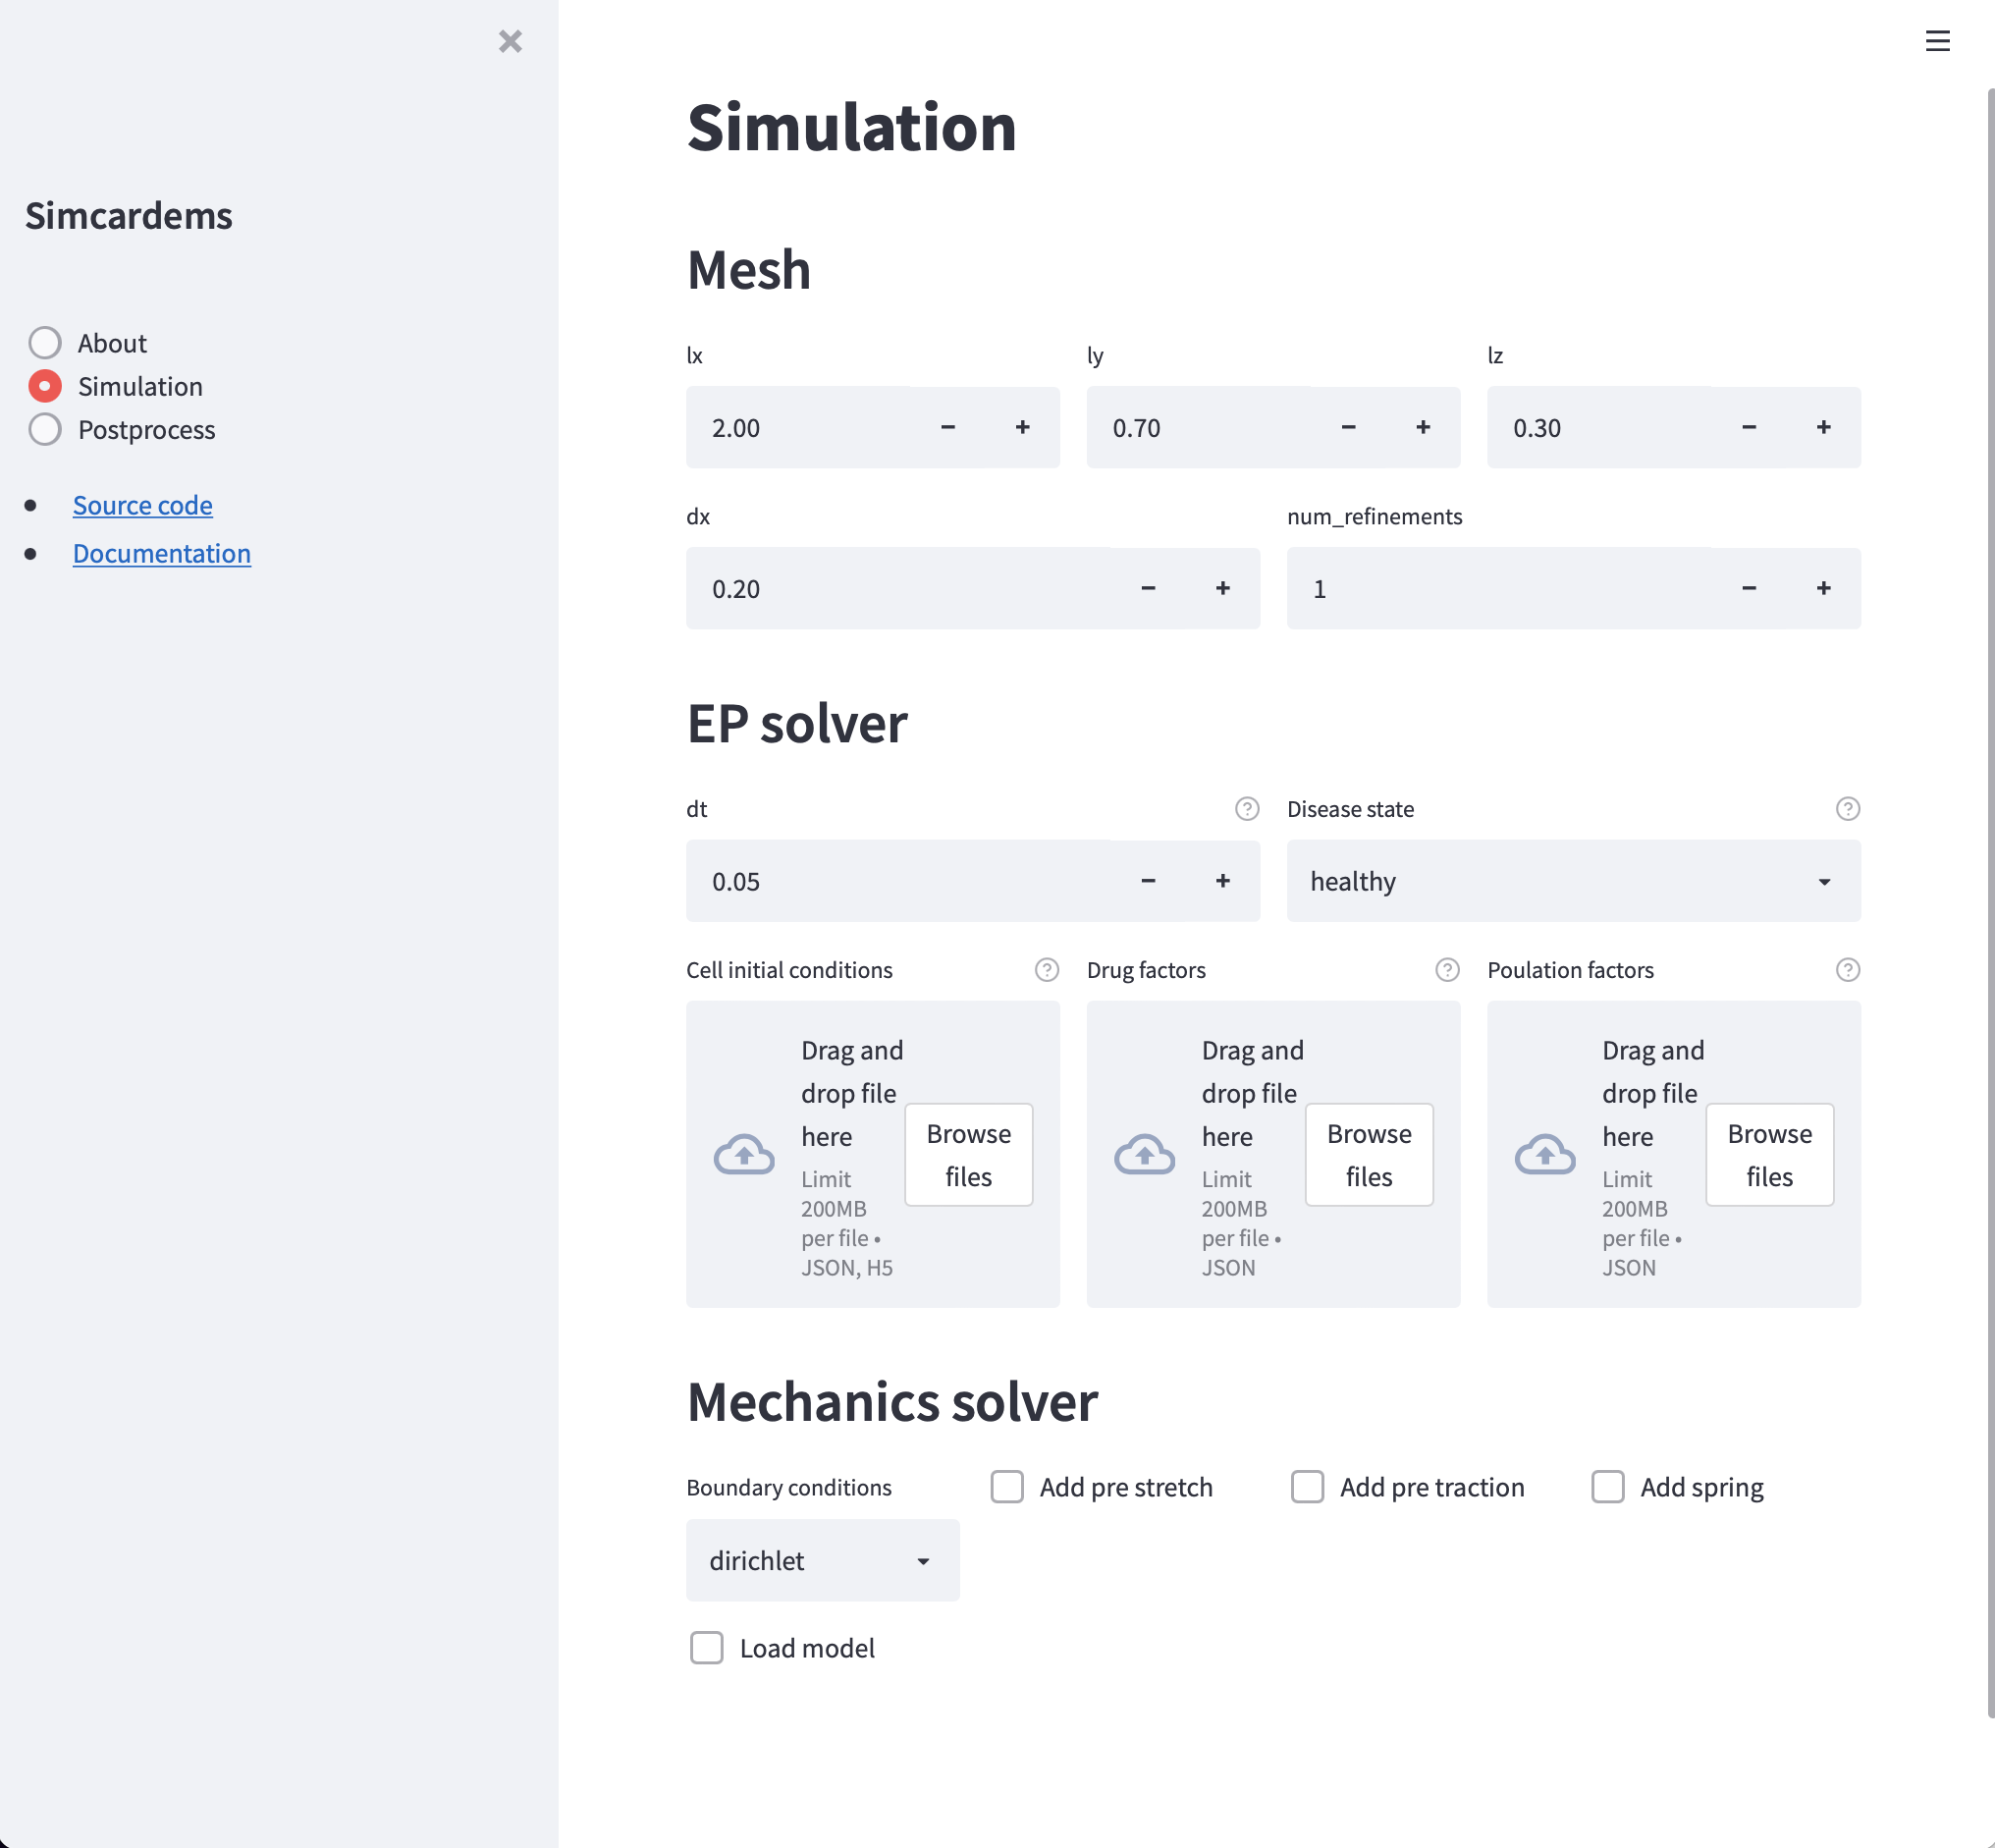 Simcardems
About
Simulation
Postprocess
Source code
Documentation
Simulation
Mesh
lx
ly
lz
2.00
0.70
0.30
dx
num_refinements
0.20
1
EP solver
dt
Disease state
0.05
healthy
Cell initial conditions
Drug factors
Poulation factors
Drag and
drop file
here
Limit
200MB
per file •
JSON, H5
Browse
files
Drag and
drop file
here
Limit
200MB
per file •
JSON
Browse
files
Drag and
drop file
here
Limit
200MB
per file •
JSON
Browse
files
Mechanics solver
Boundary conditions
Add pre stretch
Add pre traction
Add spring
dirichlet
Load model